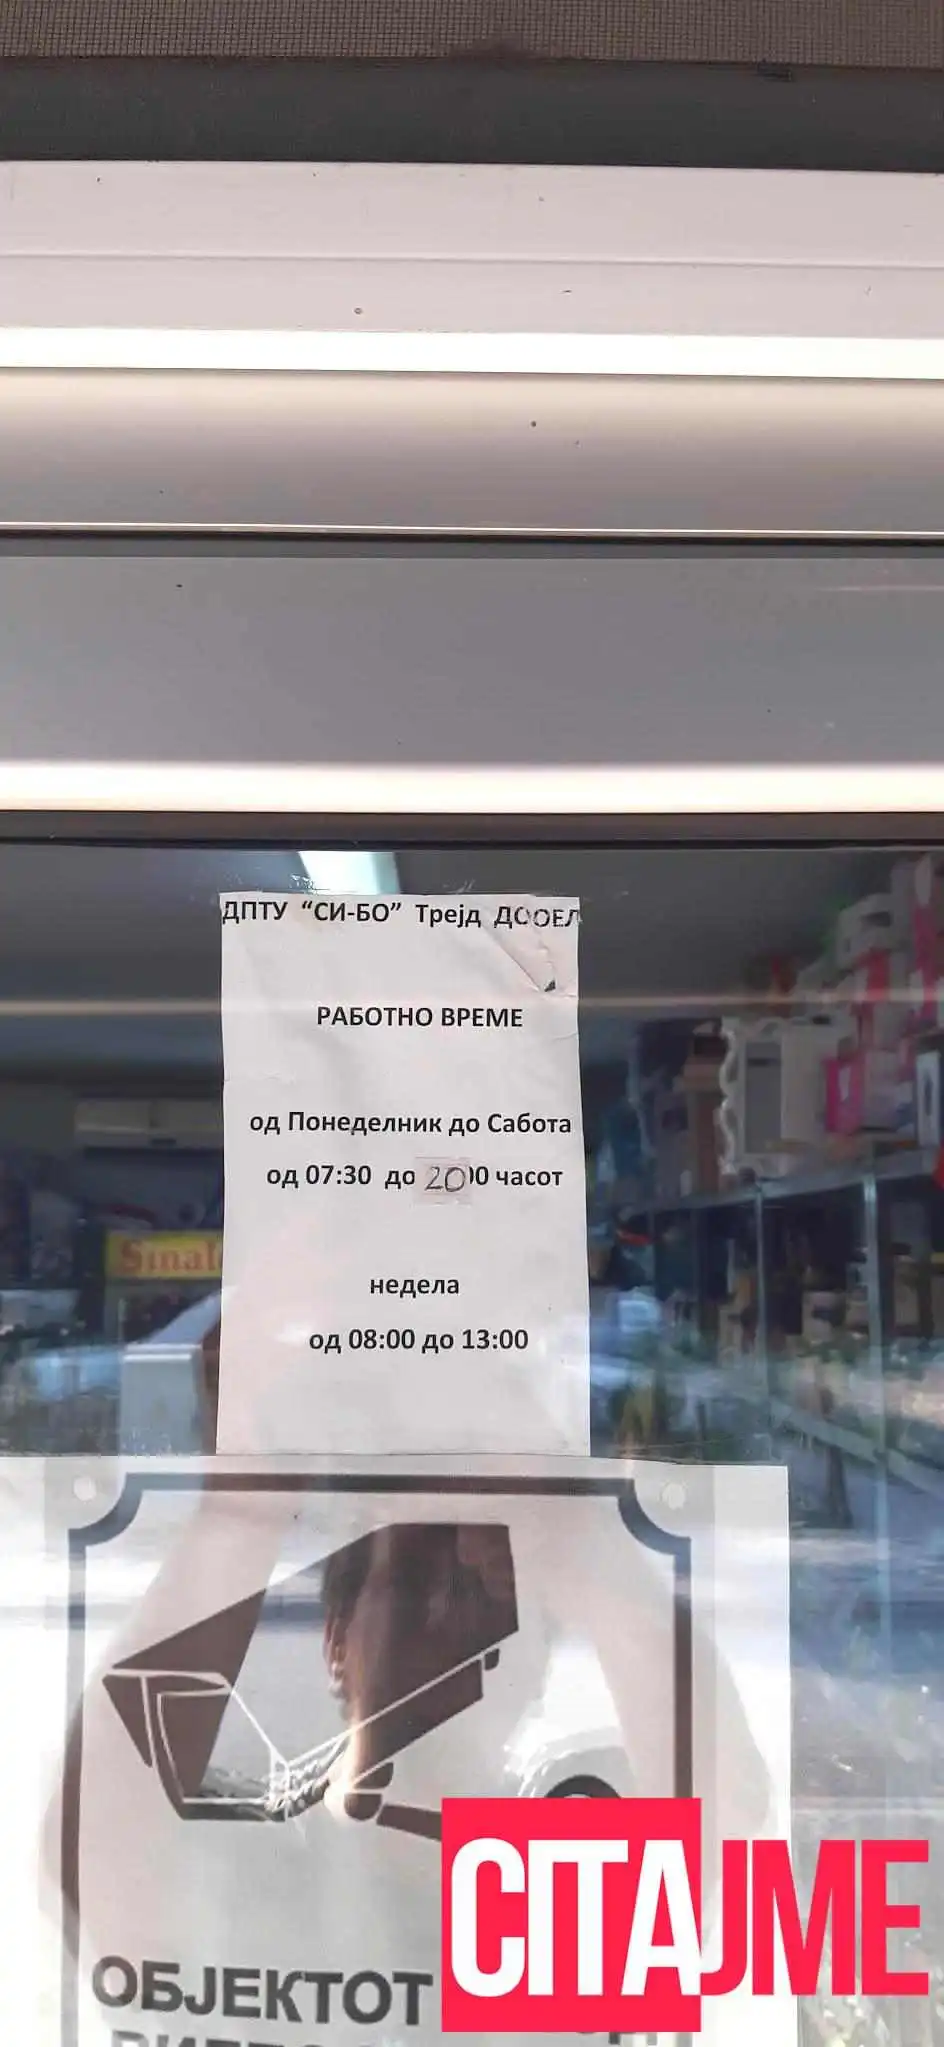 ДПТУ “СИ-БО” Трејд ДООЕЛ
РАБОТНО ВРЕМЕ
од Понеделник до Сабота
од 07:30 до 20 00 часот
недела
од 08:00 до 13:00
ОБЈЕКТОТ
CITAJME